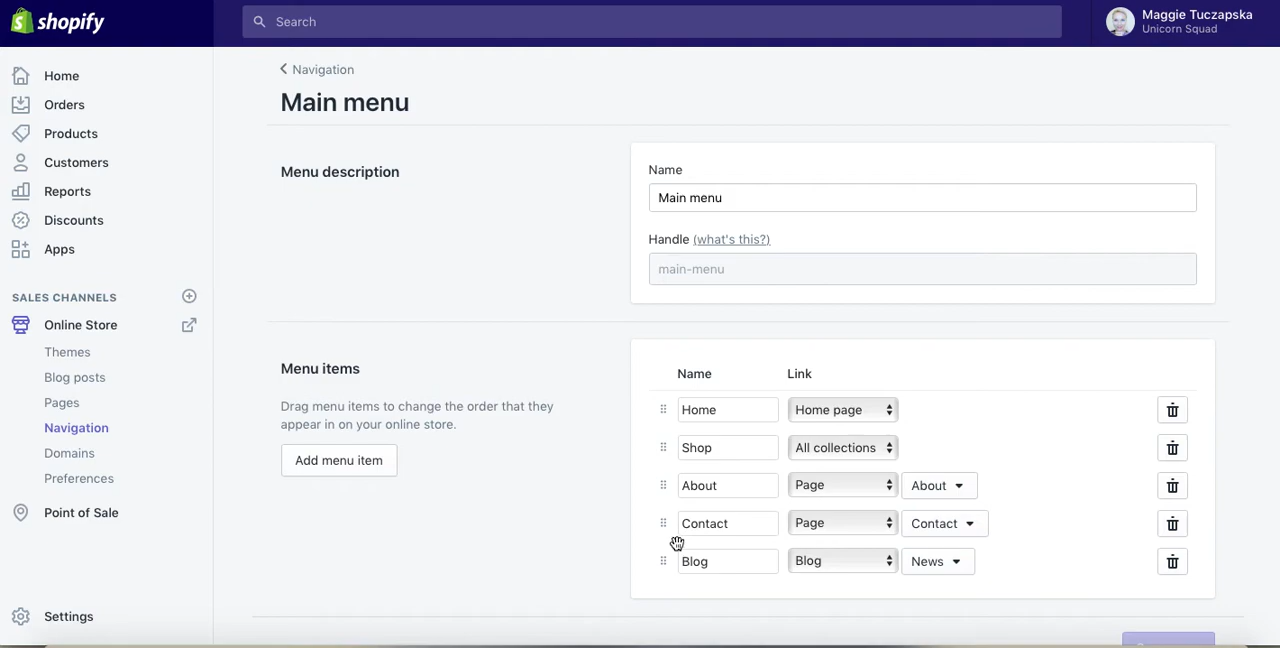 shopify
Search
Maggie Tuczapska
Unicorn Squad
Home
Orders
Products
Customers
Reports
Discounts
Apps
SALES CHANNELS
Online Store
Themes
Blog posts
Pages
Navigation
Domains
Preferences
Point of Sale
Settings
Navigation
Main menu
Menu description
Name
Main menu
Handle (what's this?)
main-menu
Menu items
Drag menu items to change the order that they
appear in on your online store.
Add menu item
Name Link
Home Home page
Shop All collections
About Page About
Contact Page Contact
Blog Blog News